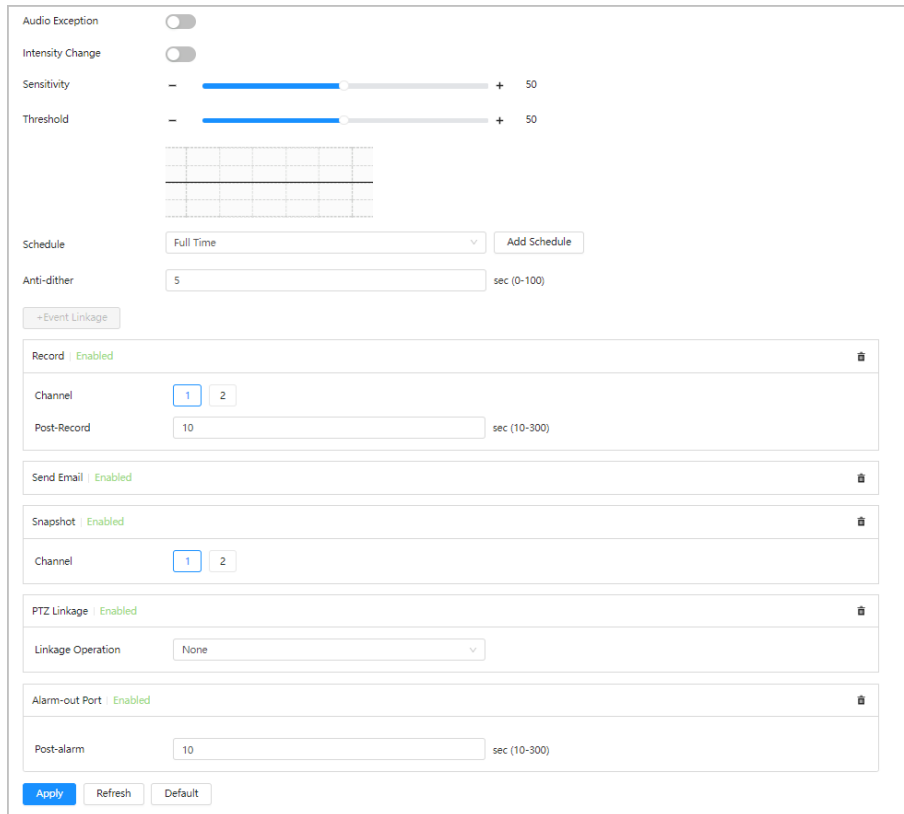 Audio Exception
Intensity Change
Sensitivity - + 50
Threshold - + 50
Schedule Full Time Add Schedule
Anti-dither 5 sec (0-100)
+Event Linkage
Record | Enabled
Channel 1 2
Post-Record 10 sec (10-300)
Send Email | Enabled
Snapshot | Enabled
Channel 1 2
PTZ Linkage | Enabled
Linkage Operation None
Alarm-out Port | Enabled
Post-alarm 10 sec (10-300)
Apply Refresh Default